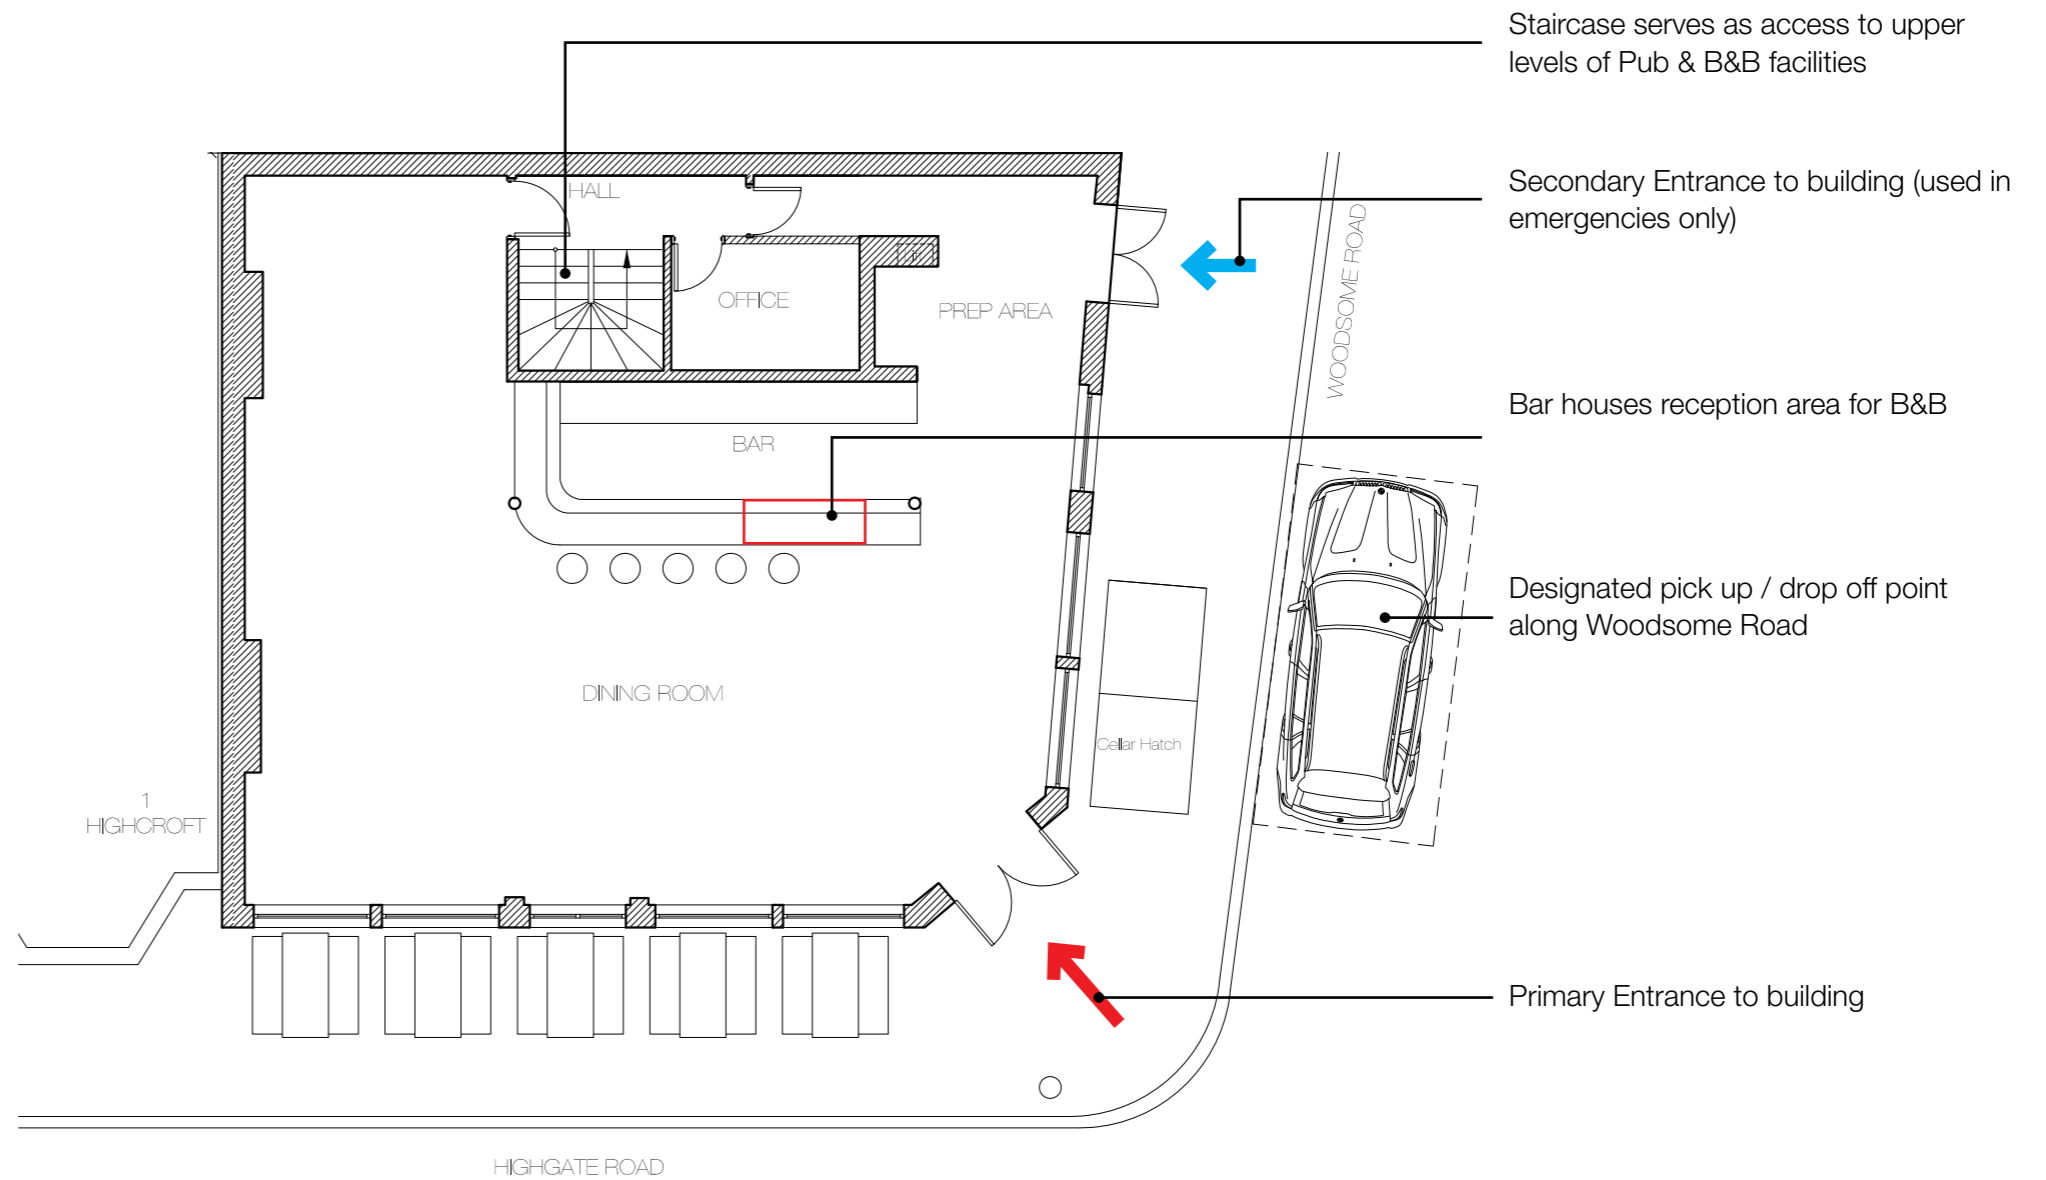 Staircase serves as access to upper
levels of Pub & B&B facilities
Secondary Entrance to building (used in
emergencies only)
Bar houses reception area for B&B
Designated pick up / drop off point
along Woodsome Road
Primary Entrance to building
HALL
OFFICE
PREP AREA
BAR
DINING ROOM
Cellar Hatch
WOODSOME ROAD
1
HIGHCROFT
HIGHGATE ROAD